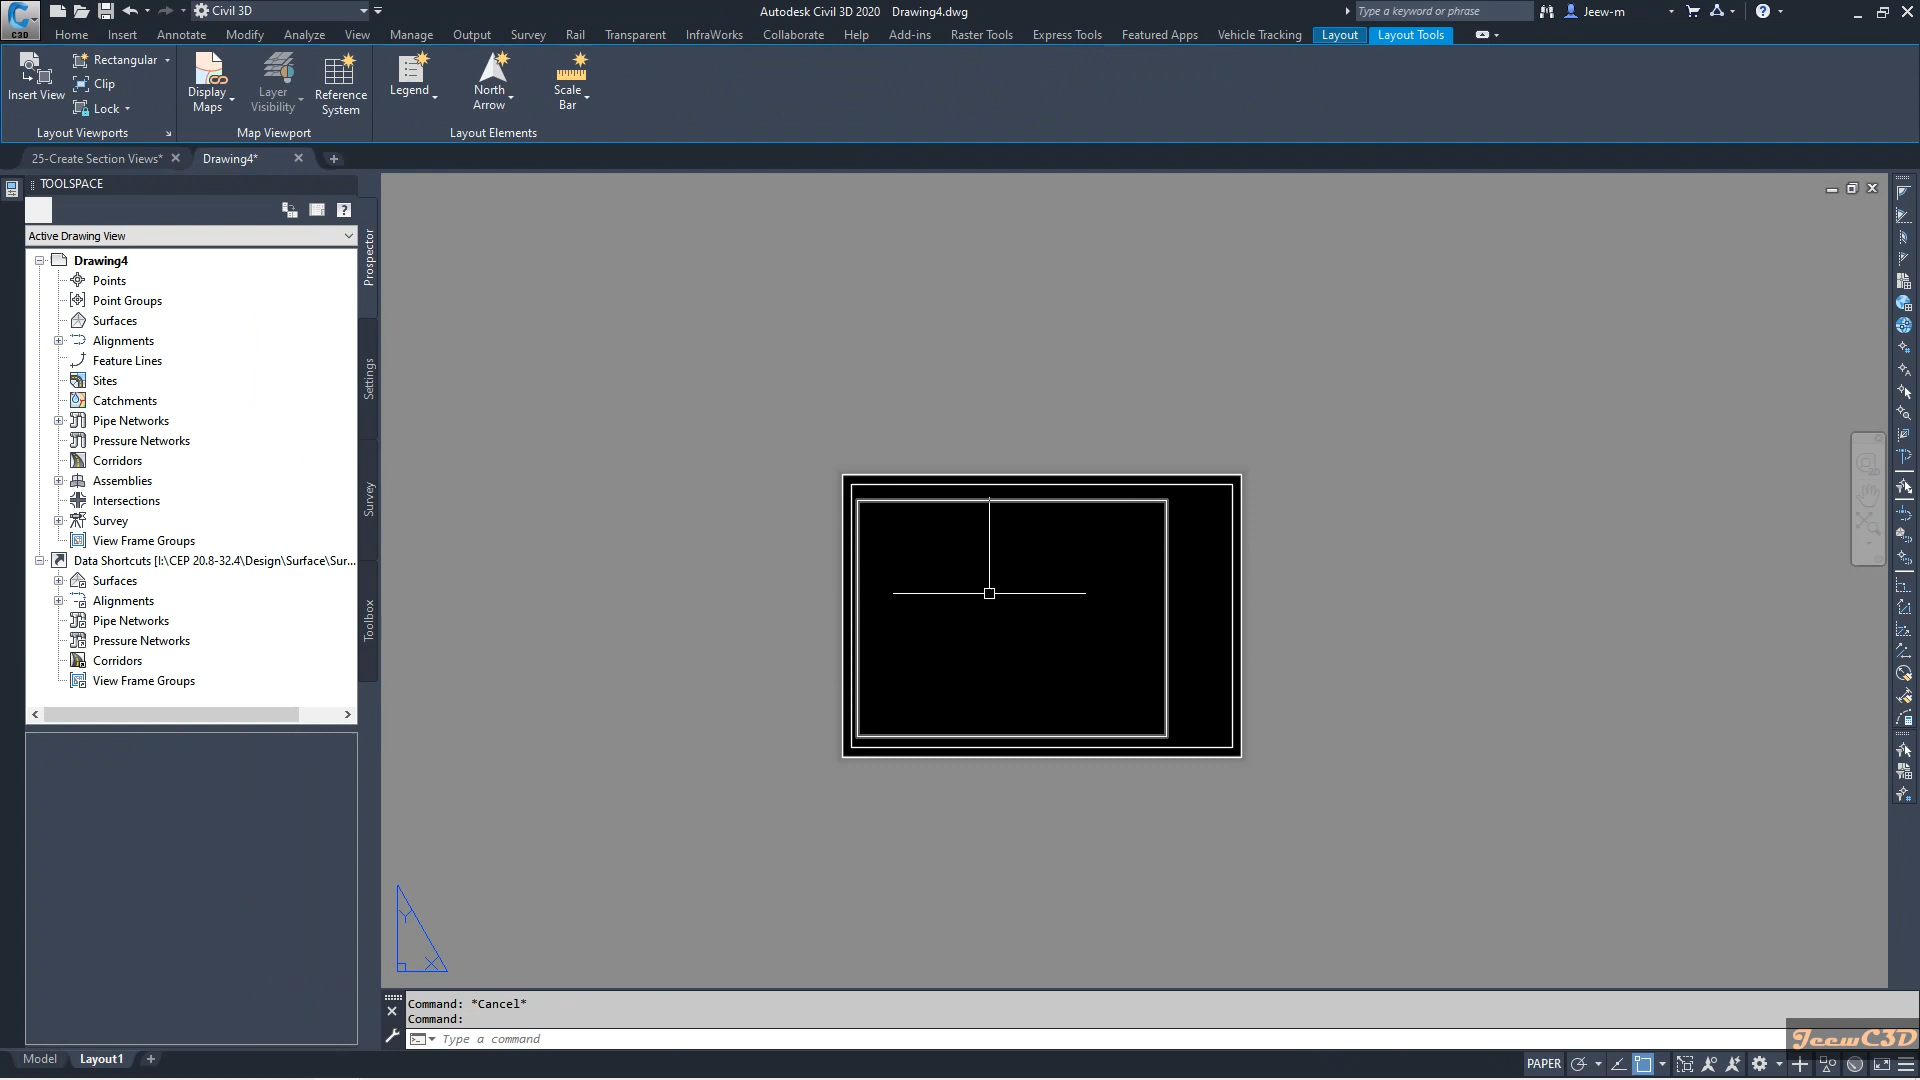 C3D
Civil 3D
Autodesk Civil 3D 2020 Drawing4.dwg
Type a keyword or phrase
Jeew-m
Home Insert Annotate Modify Analyze View Manage Output Survey Rail Transparent InfraWorks Collaborate Help Add-ins Raster Tools Express Tools Featured Apps Vehicle Tracking Layout Layout Tools
Insert View
Rectangular
Clip
Lock
Layout Viewports
Display Maps
Layer Visibility
Reference System
Map Viewport
Legend
North Arrow
Scale Bar
Layout Elements
25-Create Section Views*
Drawing4*
TOOLSPACE
Active Drawing View
Drawing4
Points
Point Groups
Surfaces
Alignments
Feature Lines
Sites
Catchments
Pipe Networks
Pressure Networks
Corridors
Assemblies
Intersections
Survey
View Frame Groups
Data Shortcuts [I:\CEP 20.8-32.4\Design\Surface\Sur...
Surfaces
Alignments
Pipe Networks
Pressure Networks
Corridors
View Frame Groups
Prospector
Settings
Survey
Toolbox
Y
X
Command: *Cancel*
Command:
Type a command
Model
Layout1
PAPER
JeewC3D